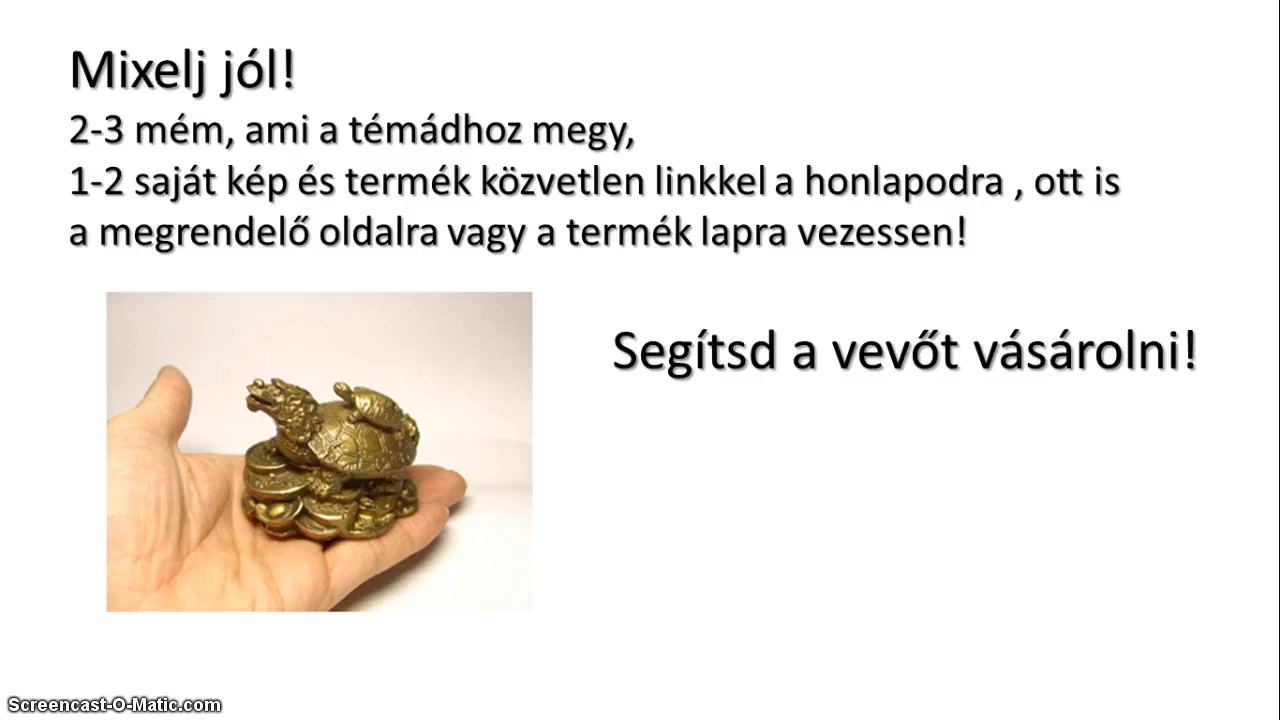 Mixelj jól!
2-3 mém, ami a témádhoz megy,
1-2 saját kép és termék közvetlen linkkel a honlapodra , ott is
a megrendelő oldalra vagy a termék lapra vezessen!
Segítsd a vevőt vásárolni!
Screencast-O-Matic.com